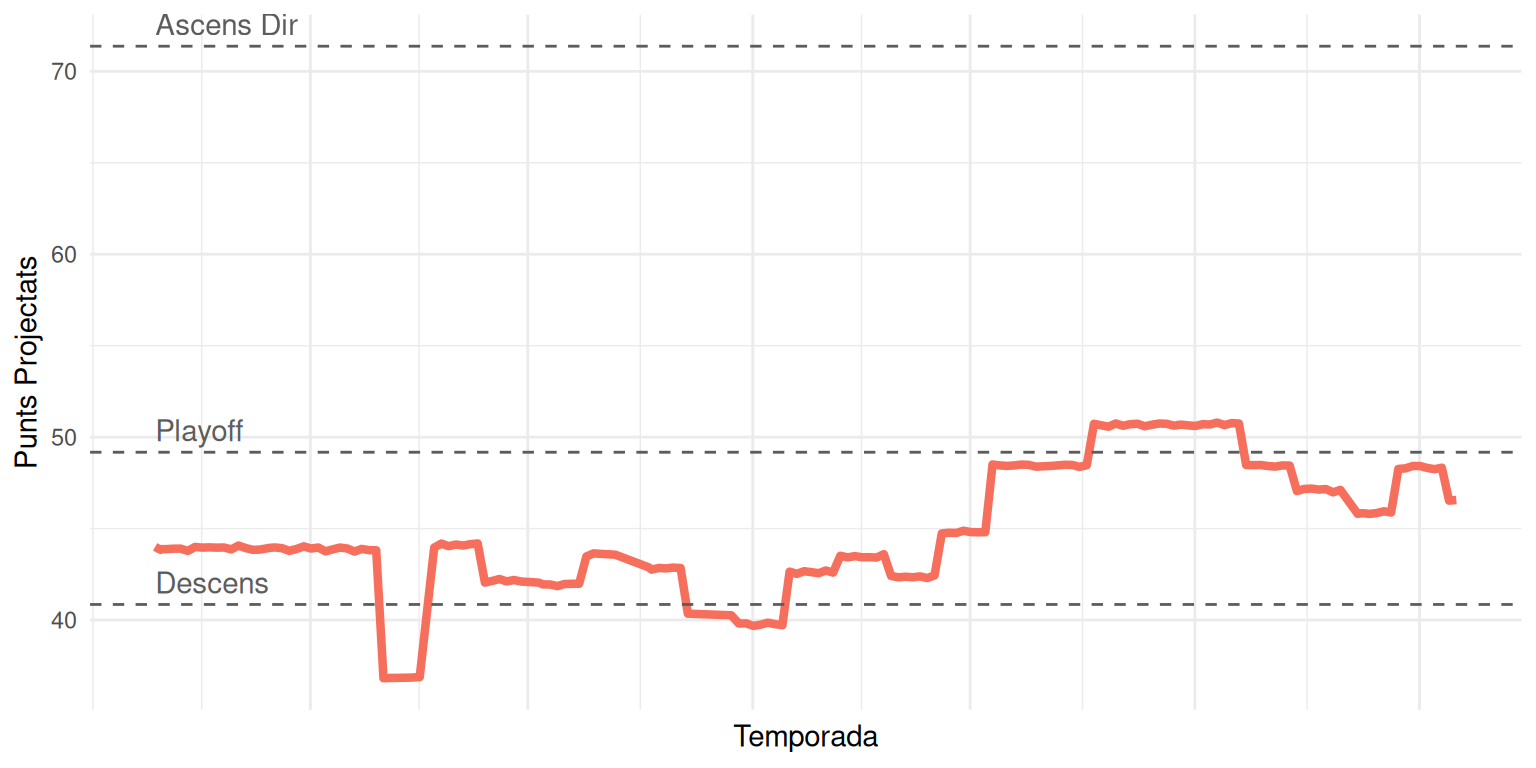 Ascens Dir
70
60
Punts Projectats
Playoff
50
Descens
40
Temporada